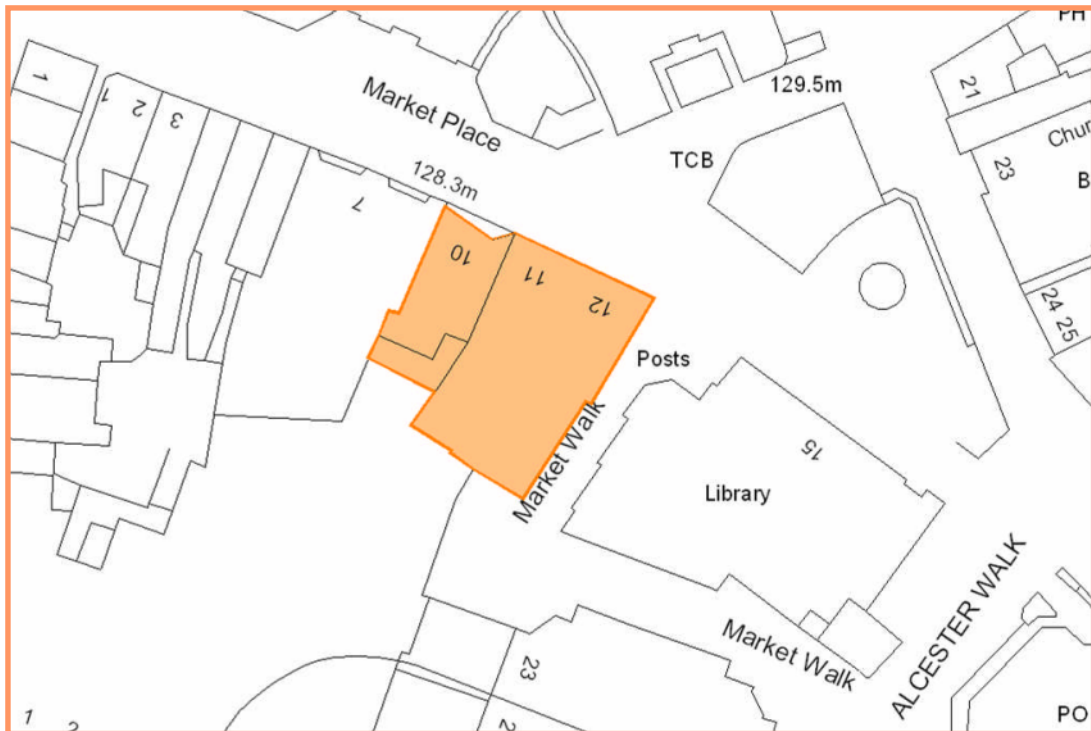 PH
1
21
129.5m
1
2
Market Place
3
Chur
TCB
23
128.3m
B
7
10
11
12
24
25
Posts
Market Walk
15
Library
ALCESTER WALK
Market Walk
23
1
2
2
PO